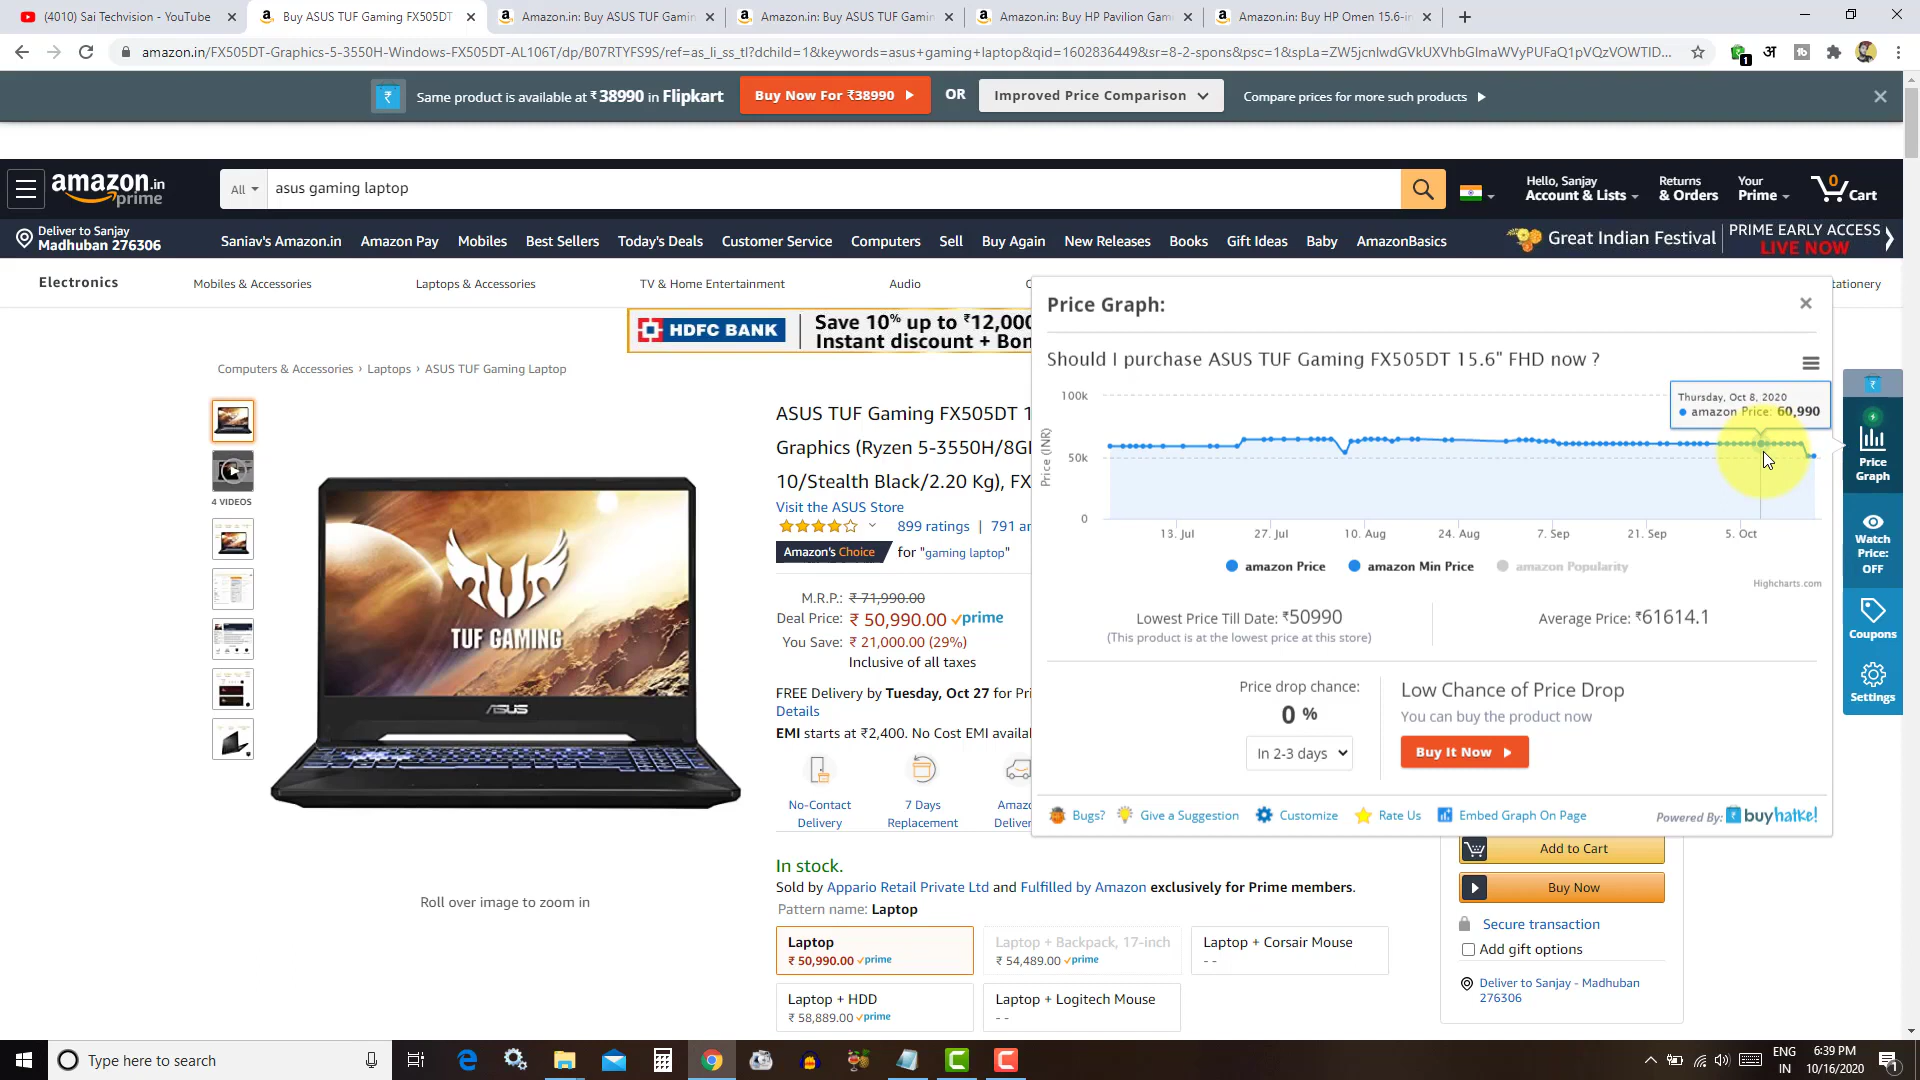 (4010) Sai Techvision - YouTube
Buy ASUS TUF Gaming FX505DT
Amazon.in: Buy ASUS TUF Gamin
Amazon.in: Buy ASUS TUF Gamin
Amazon.in: Buy HP Pavilion Gam
Amazon.in: Buy HP Omen 15.6-i
amazon.in/FX505DT-Graphics-5-3550H-Windows-FX505DT-AL106T/dp/B07RTYFS9S/ref=as_li_ss_tl?dchild=1&keywords=asus+gaming+laptop&qid=1602836449&sr=8-2-spons&psc=1&spLa=ZW5jcnlwdGVkUXVhbGlmaWVyPUFaQ1pVQzVOWTlD...
1
अ
Same product is available at ₹38990 in Flipkart
Buy Now For ₹38990
OR
Improved Price Comparison
Compare prices for more such products
amazon.in
prime
All
asus gaming laptop
Hello, Sanjay
Account & Lists
Returns
& Orders
Your
Prime
0
Cart
Deliver to Sanjay
Madhuban 276306
Sanjav's Amazon.in
Amazon Pay
Mobiles
Best Sellers
Today's Deals
Customer Service
Computers
Sell
Buy Again
New Releases
Books
Gift Ideas
Baby
AmazonBasics
Great Indian Festival
PRIME EARLY ACCESS
LIVE NOW
Electronics
Mobiles & Accessories
Laptops & Accessories
TV & Home Entertainment
Audio
C
tationery
HDFC BANK
Save 10% up to ₹12,000
Instant discount + Bon
Computers & Accessories › Laptops › ASUS TUF Gaming Laptop
4 VIDEOS
TUF GAMING
ASUS
Roll over image to zoom in
ASUS TUF Gaming FX505DT 1
Graphics (Ryzen 5-3550H/8GI
10/Stealth Black/2.20 Kg), FX
Visit the ASUS Store
899 ratings | 791 an
Amazon's Choice for "gaming laptop"
M.R.P.: ₹ 71,990.00
Deal Price: ₹ 50,990.00 prime
You Save: ₹ 21,000.00 (29%)
Inclusive of all taxes
FREE Delivery by Tuesday, Oct 27 for Pri
Details
EMI starts at ₹2,400. No Cost EMI availal
No-Contact
Delivery
7 Days
Replacement
Amazo
Deliver
In stock.
Sold by Appario Retail Private Ltd and Fulfilled by Amazon exclusively for Prime members.
Pattern name: Laptop
Laptop
₹ 50,990.00 prime
Laptop + Backpack, 17-inch
₹ 54,489.00 prime
Laptop + Corsair Mouse
- -
Laptop + HDD
₹ 58,889.00 prime
Laptop + Logitech Mouse
- -
Price Graph:
Should I purchase ASUS TUF Gaming FX505DT 15.6" FHD now ?
Thursday, Oct 8, 2020
amazon Price: 60,990
Price (INR)
100k
50k
0
13. Jul
27. Jul
10. Aug
24. Aug
7. Sep
21. Sep
5. Oct
amazon Price
amazon Min Price
amazon Popularity
Highcharts.com
Lowest Price Till Date: ₹50990
(This product is at the lowest price at this store)
Average Price: ₹61614.1
Price drop chance:
0 %
In 2-3 days
Low Chance of Price Drop
You can buy the product now
Buy It Now
Bugs?
Give a Suggestion
Customize
Rate Us
Embed Graph On Page
Powered By: buyhatke!
₹
Price
Graph
Watch
Price:
OFF
Coupons
Settings
Add to Cart
Buy Now
Secure transaction
Add gift options
Deliver to Sanjay - Madhuban
276306
Type here to search
ENG
IN
6:39 PM
10/16/2020
1